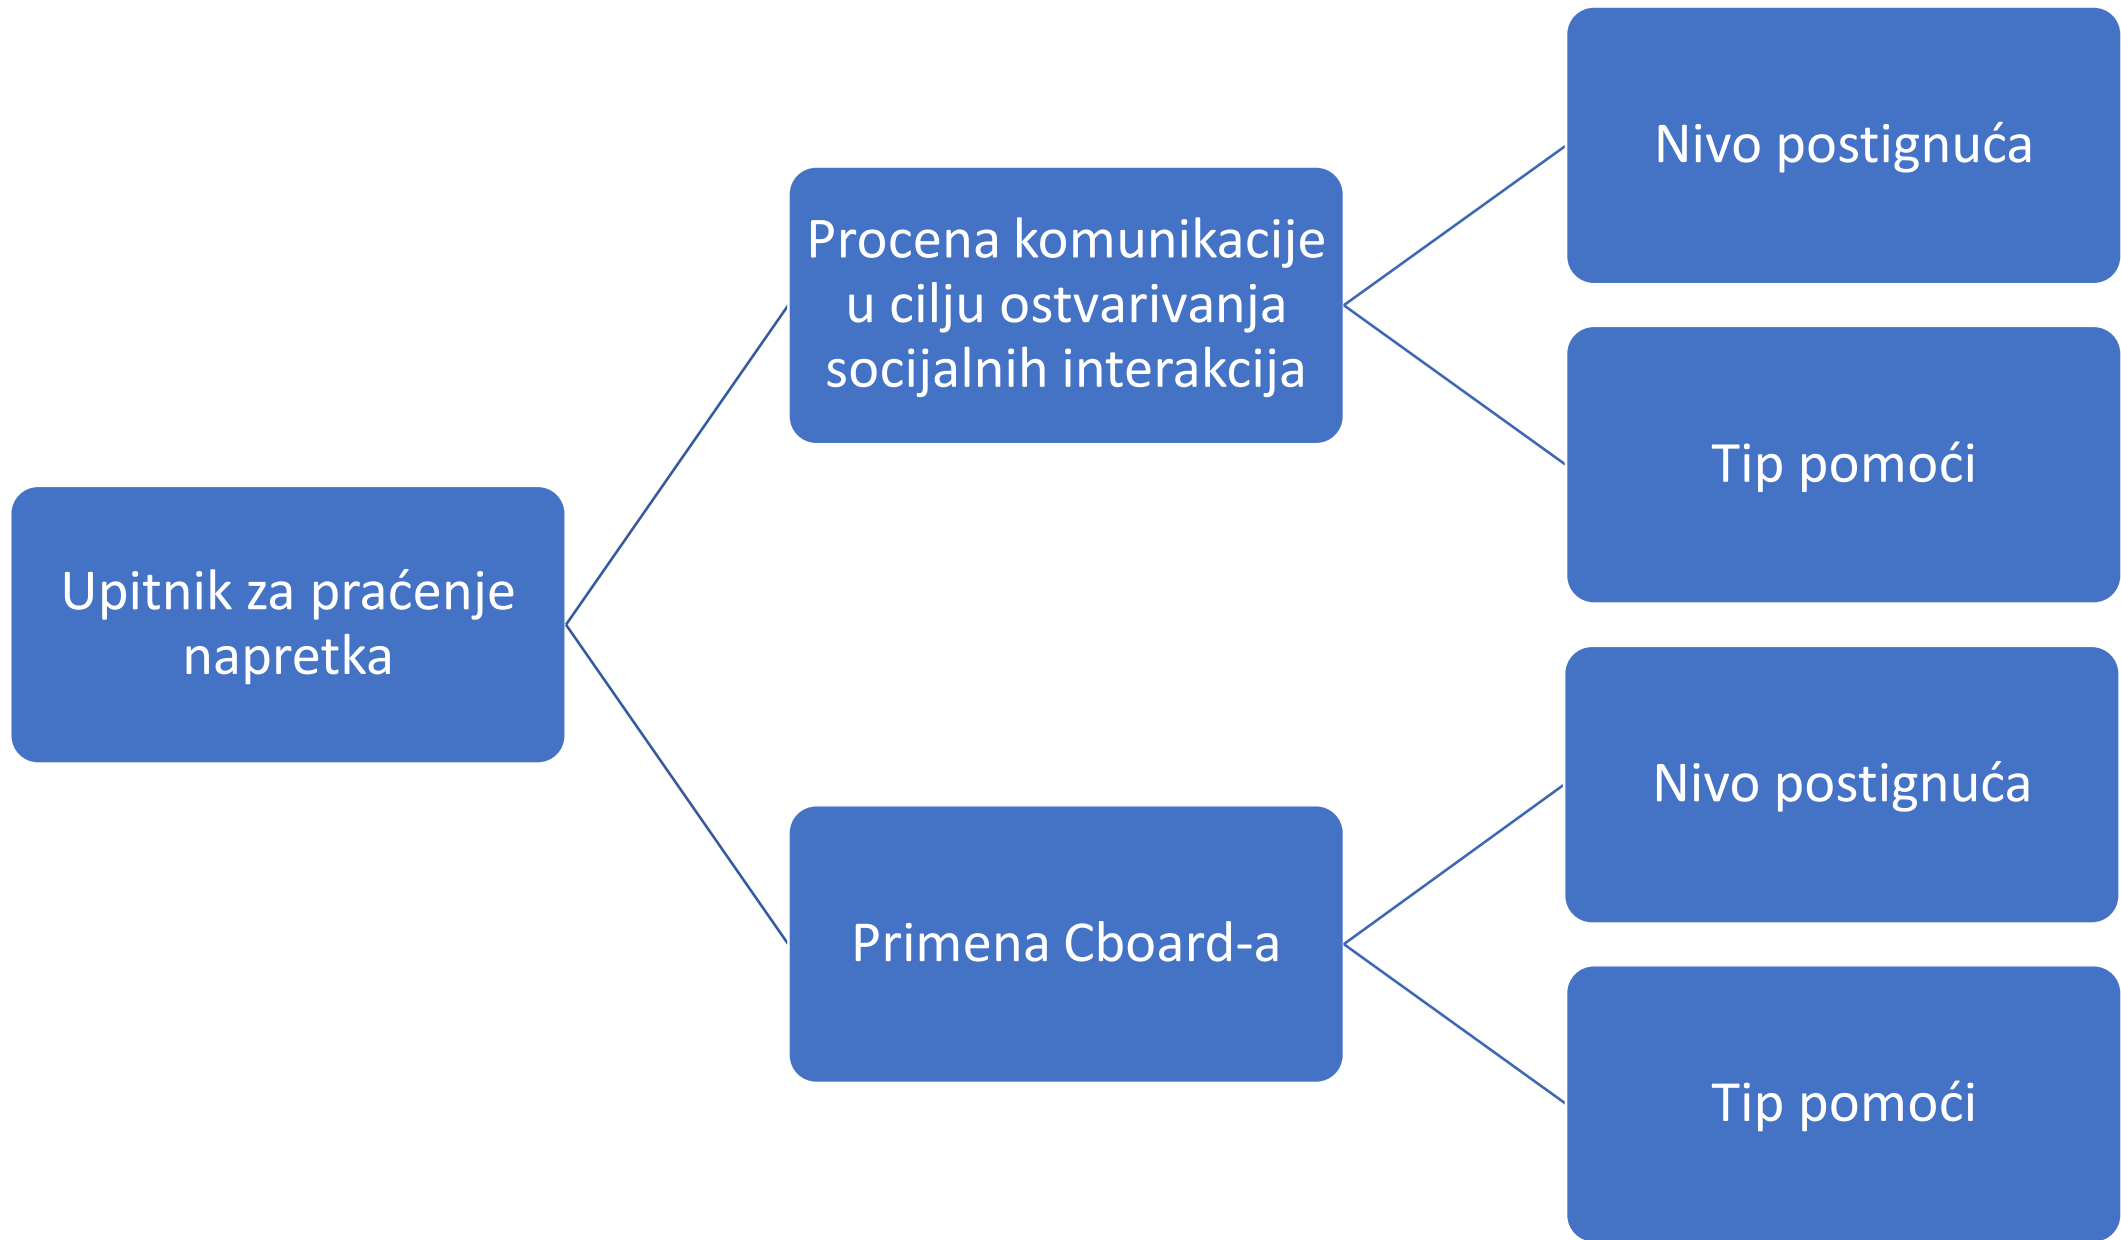 Upitnik za praćenje
napretka
Procena komunikacije
u cilju ostvarivanja
socijalnih interakcija
Nivo postignuća
Tip pomoći
Primena Cboard-a
Nivo postignuća
Tip pomoći